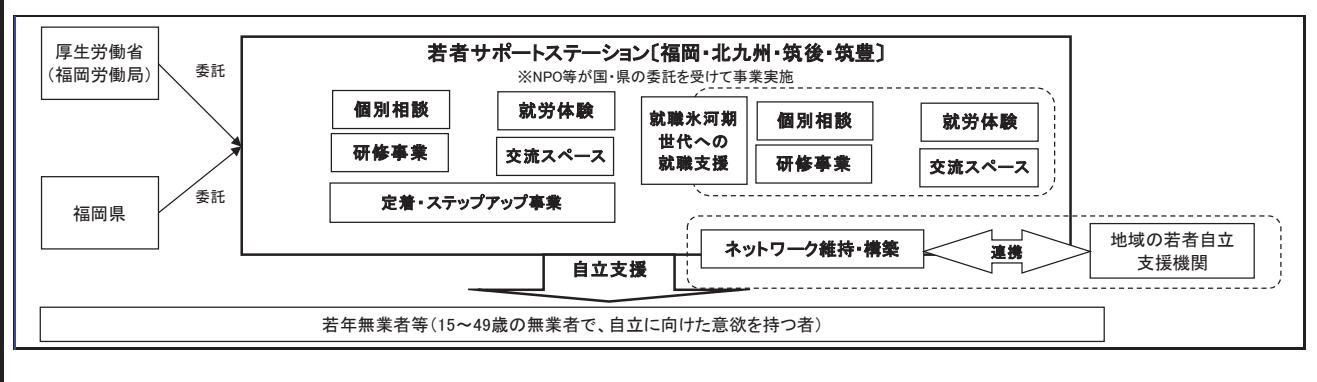 厚生労働省
（福岡労働局）
委託
福岡県
委託
若者サポートステーション〔福岡・北九州・筑後・筑豊〕
※NPO等が国・県の委託を受けて事業実施
個別相談
就労体験
研修事業
交流スペース
定着・ステップアップ事業
就職氷河期
世代への
就職支援
個別相談
就労体験
研修事業
交流スペース
ネットワーク維持・構築
連携
地域の若者自立
支援機関
自立支援
若年無業者等（15～49歳の無業者で、自立に向けた意欲を持つ者）